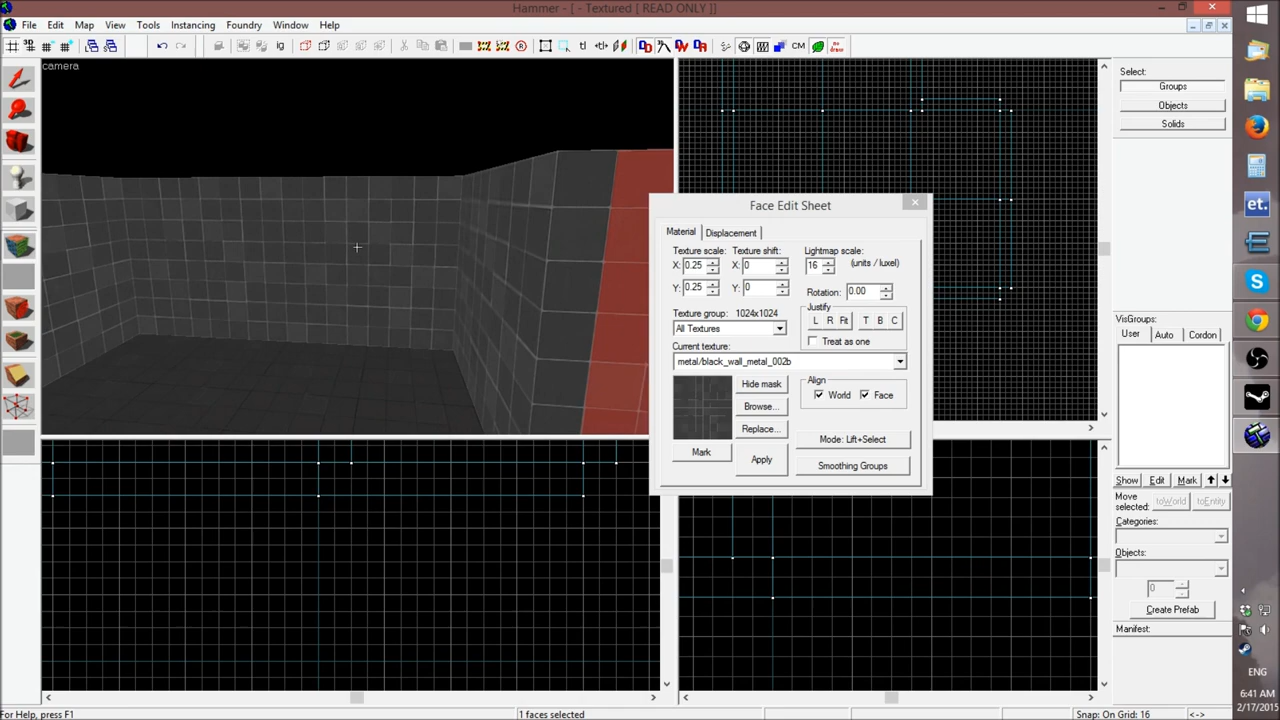 Hammer - [ - Textured [ READ ONLY ]]
File Edit Map View Tools Instancing Foundry Window Help
CM
camera
Select:
Groups
Objects
Solids
Face Edit Sheet
Material Displacement
Texture scale: Texture shift: Lightmap scale:
X: 0.25 X: 0 16 (units / luxel)
Y: 0.25 Y: 0 Rotation: 0.00
Justify
L R Fit T B C
Treat as one
Texture group: 1024x1024
All Textures
Current texture:
metal/black_wall_metal_002b
Hide mask
Browse...
Replace...
Mark
Apply
Align
World Face
Mode: Lift+Select
Smoothing Groups
VisGroups:
User Auto Cordon
Show Edit Mark
Move selected:
toWorld toEntity
Categories:
Objects:
0
Create Prefab
Manifest:
et.
ENG
6:41 AM
2/17/2015
For Help, press F1
1 faces selected
Snap: On Grid: 16
<->